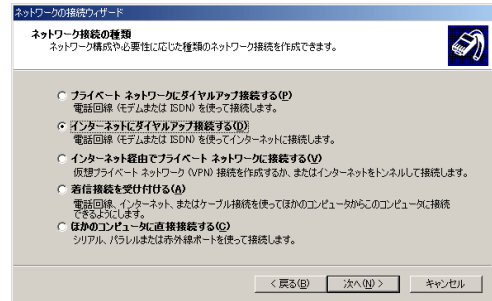 ネットワークの接続ウィザード
ネットワーク接続の種類
ネットワーク構成や必要性に応じた種類のネットワーク接続を作成できます。
プライベート ネットワークにダイヤルアップ接続する(P)
電話回線 (モデムまたは ISDN) を使って接続します。
インターネットにダイヤルアップ接続する(D)
電話回線 (モデムまたは ISDN) を使ってインターネットに接続します。
インターネット経由でプライベート ネットワークに接続する(V)
仮想プライベート ネットワーク (VPN) 接続を作成するか、またはインターネットをトンネルして接続します。
着信接続を受け付ける(A)
電話回線、インターネット、またはケーブル接続を使ってほかのコンピュータからこのコンピュータに接続
できるようにします。
ほかのコンピュータに直接接続する(C)
シリアル、パラレルまたは赤外線ポートを使って接続します。
< 戻る(B) 次へ(N) > キャンセル